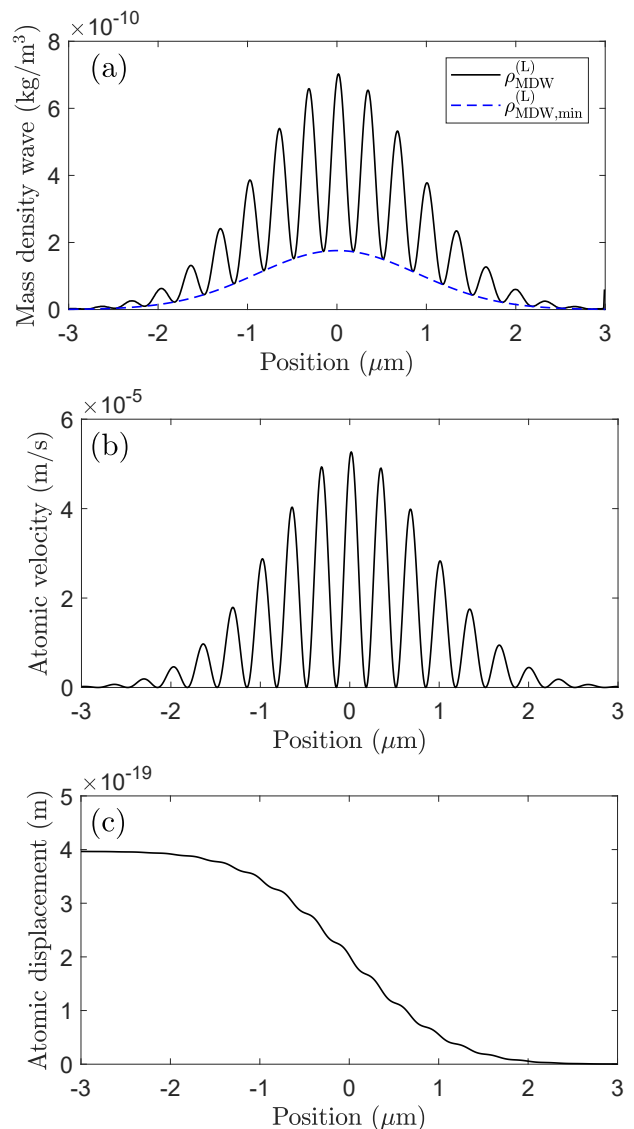 ×10⁻¹⁰
8
6
4
2
0
(a)
Mass density wave (kg/m³)
ρ_MDW^(L)
ρ_MDW,min^(L)
-3 -2 -1 0 1 2 3
Position (μm)
×10⁻⁵
6
4
2
0
(b)
Atomic velocity (m/s)
-3 -2 -1 0 1 2 3
Position (μm)
×10⁻¹⁹
5
4
3
2
1
0
(c)
Atomic displacement (m)
-3 -2 -1 0 1 2 3
Position (μm)